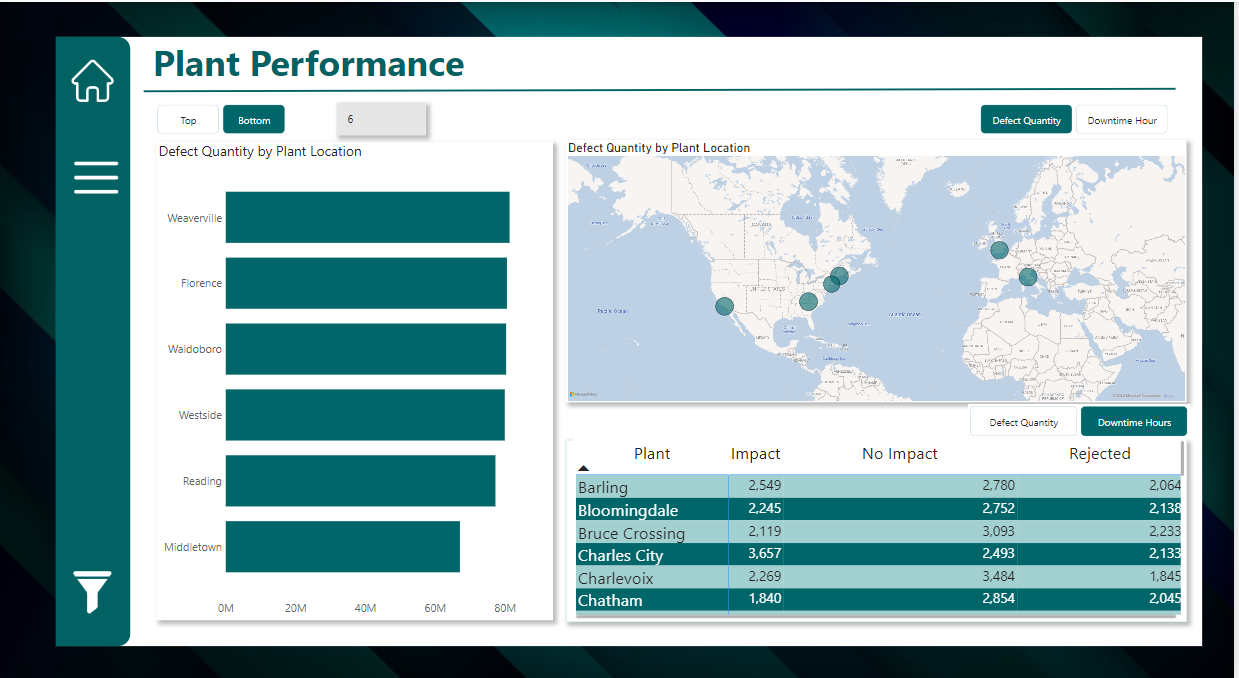 Plant Performance
Top
Bottom
6
Defect Quantity
Downtime Hour
Defect Quantity by Plant Location
Weaverville
Florence
Waldoboro
Westside
Reading
Middletown
0M 20M 40M 60M 80M
Defect Quantity by Plant Location
UNITED STATES
Pacific Ocean
Atlantic Ocean
Defect Quantity
Downtime Hours
Plant Impact No Impact Rejected
Barling 2,549 2,780 2,064
Bloomingdale 2,245 2,752 2,138
Bruce Crossing 2,119 3,093 2,233
Charles City 3,657 2,493 2,133
Charlevoix 2,269 3,484 1,845
Chatham 1,840 2,854 2,045